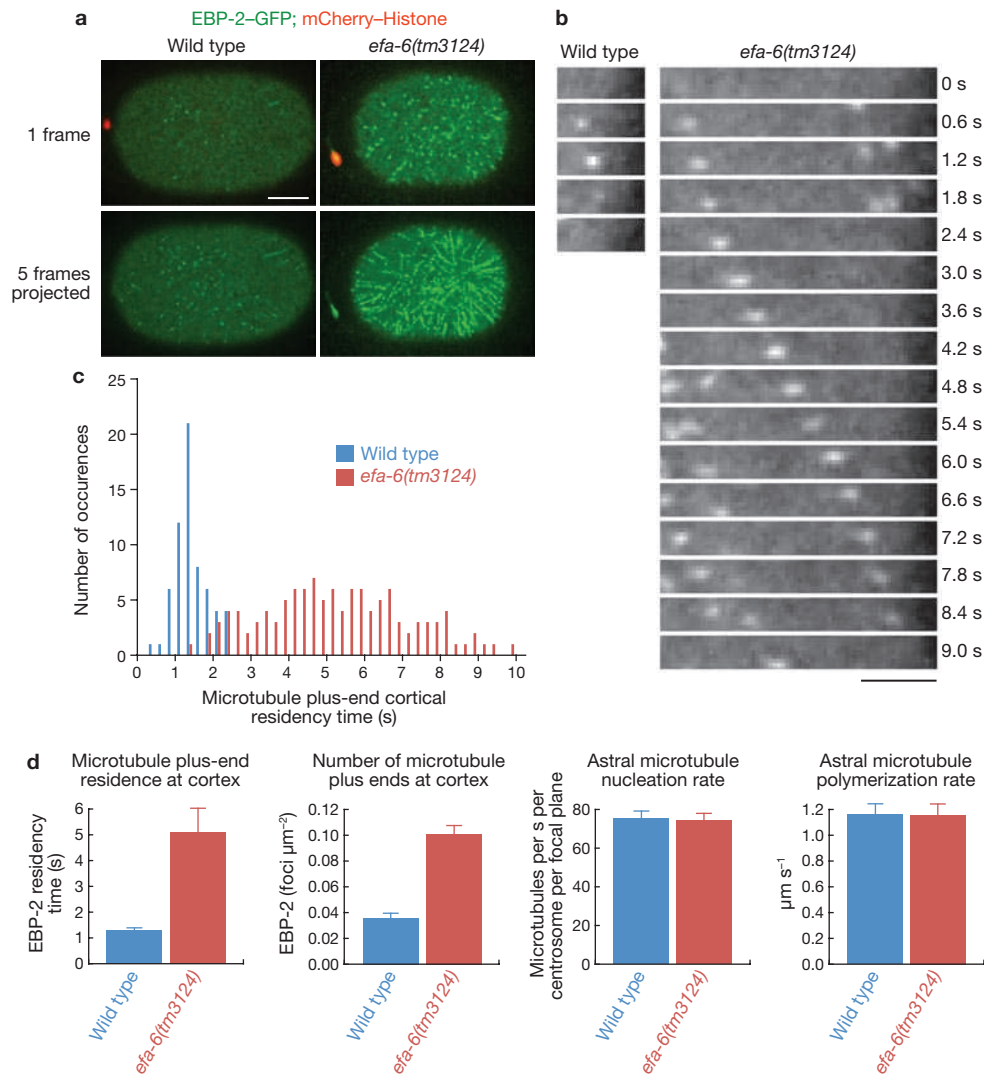 a
EBP-2–GFP; mCherry–Histone
Wild type
efa-6(tm3124)
1 frame
5 frames
projected
b
Wild type
efa-6(tm3124)
0 s
0.6 s
1.2 s
1.8 s
2.4 s
3.0 s
3.6 s
4.2 s
4.8 s
5.4 s
6.0 s
6.6 s
7.2 s
7.8 s
8.4 s
9.0 s
c
Number of occurences
25
20
15
10
5
0
Wild type
efa-6(tm3124)
0 1 2 3 4 5 6 7 8 9 10
Microtubule plus-end cortical
residency time (s)
d
Microtubule plus-end
residence at cortex
EBP-2 residency
time (s)
6
5
4
3
2
1
0
Wild type
efa-6(tm3124)
Number of microtubule
plus ends at cortex
EBP-2 (foci µm⁻²)
0.12
0.10
0.08
0.06
0.04
0.02
0.00
Wild type
efa-6(tm3124)
Astral microtubule
nucleation rate
Microtubules per s per
centrosome per focal plane
80
60
40
20
0
Wild type
efa-6(tm3124)
Astral microtubule
polymerization rate
µm s⁻¹
1.2
1.0
0.8
0.6
0.4
0.2
0.0
Wild type
efa-6(tm3124)